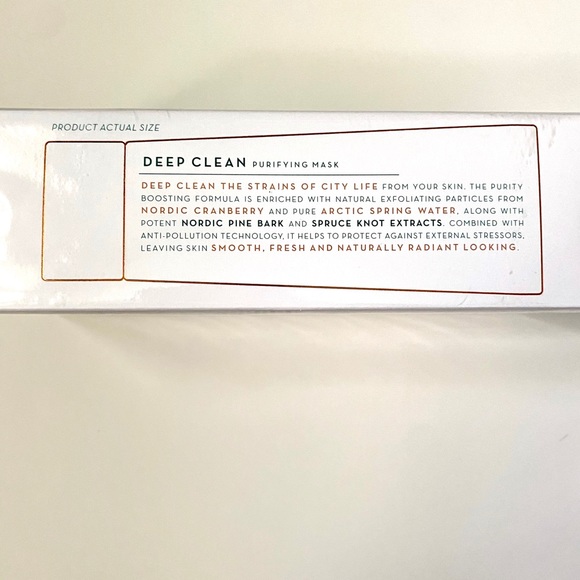 PRODUCT ACTUAL SIZE
DEEP CLEAN PURIFYING MASK
DEEP CLEAN THE STRAINS OF CITY LIFE FROM YOUR SKIN. THE PURITY
BOOSTING FORMULA IS ENRICHED WITH NATURAL EXFOLIATING PARTICLES FROM
NORDIC CRANBERRY AND PURE ARCTIC SPRING WATER, ALONG WITH
POTENT NORDIC PINE BARK AND SPRUCE KNOT EXTRACTS. COMBINED WITH
ANTI-POLLUTION TECHNOLOGY, IT HELPS TO PROTECT AGAINST EXTERNAL STRESSORS,
LEAVING SKIN SMOOTH, FRESH AND NATURALLY RADIANT LOOKING.